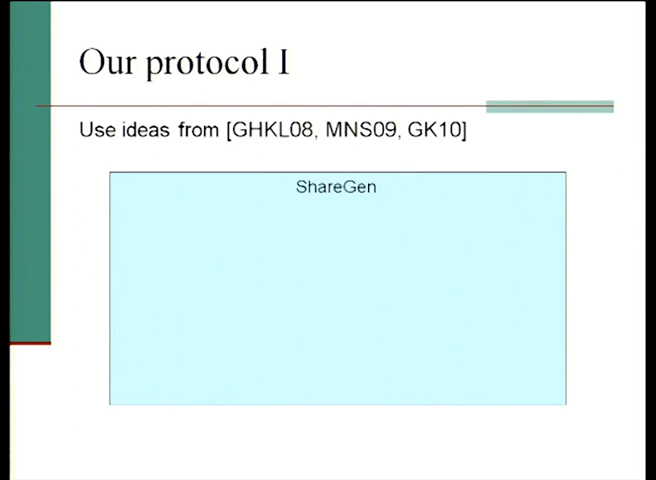 Our protocol I
Use ideas from [GHKL08, MNS09, GK10]
ShareGen